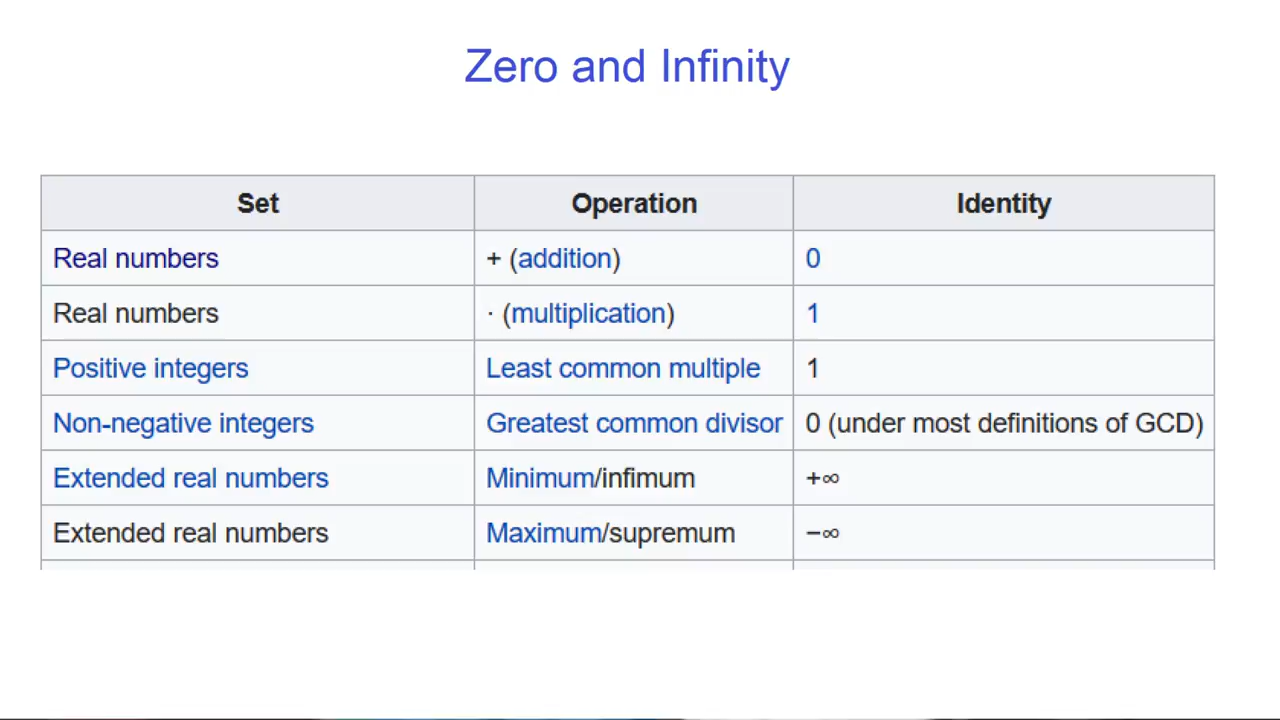 Zero and Infinity
Set Operation Identity
Real numbers + (addition) 0
Real numbers · (multiplication) 1
Positive integers Least common multiple 1
Non-negative integers Greatest common divisor 0 (under most definitions of GCD)
Extended real numbers Minimum/infimum +∞
Extended real numbers Maximum/supremum −∞